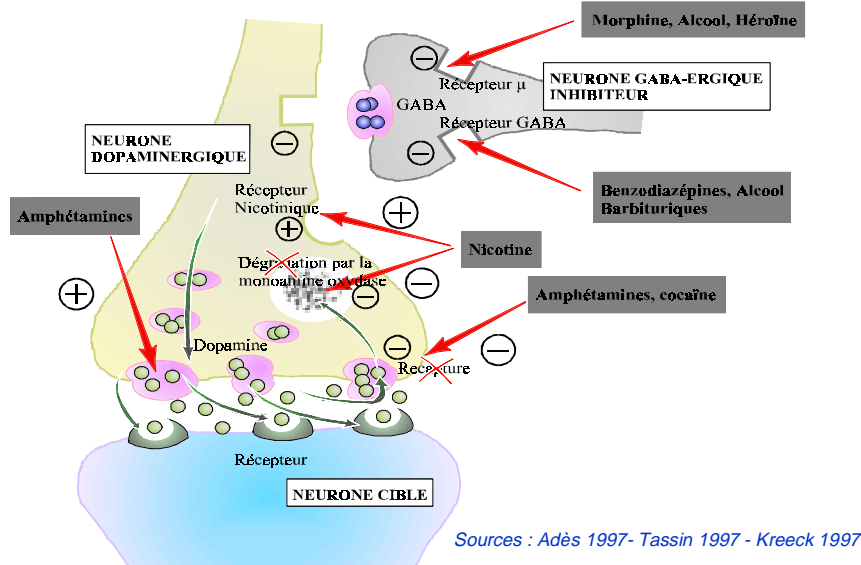 Morphine, Alcool, Héroïne
NEURONE GABA-ERGIQUE
INHIBITEUR
Récepteur µ
GABA
Récepteur GABA
NEURONE
DOPAMINERGIQUE
Benzodiazépines, Alcool
Barbituriques
Récepteur
Nicotinique
Amphétamines
Nicotine
Dégradation par la
monoamine oxydase
Amphétamines, cocaïne
Dopamine
Recapture
Récepteur
NEURONE CIBLE
Sources : Adès 1997- Tassin 1997 - Kreeck 1997